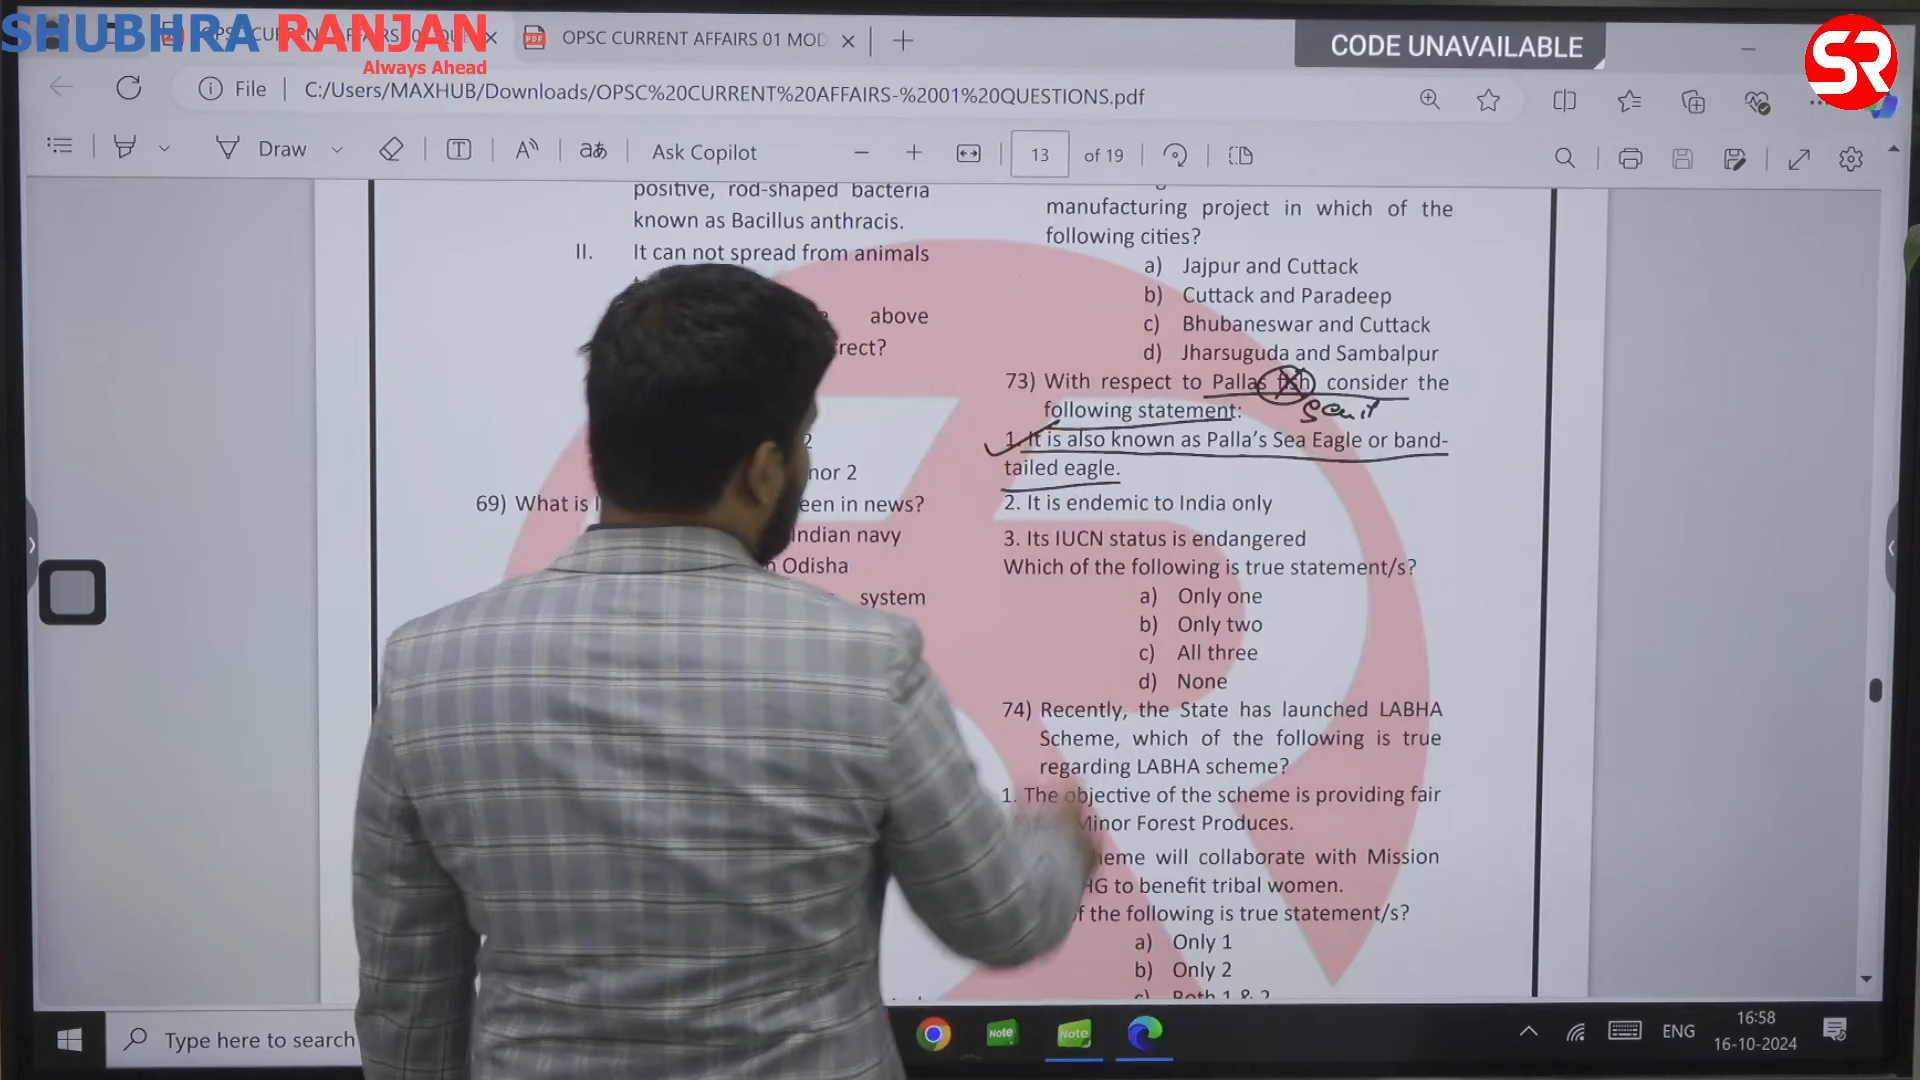 SHUBHRA RANJAN
Always Ahead
OPSC CURRENT AFFAIRS 01 MOD
CODE UNAVAILABLE
SR
File
C:/Users/MAXHUB/Downloads/OPSC%20CURRENT%20AFFAIRS-%2001%20QUESTIONS.pdf
Draw
Ask Copilot
13 of 19
positive, rod-shaped bacteria
known as Bacillus anthracis.
II. It can not spread from animals
above
rect?
2
nor 2
69) What is een in news?
Indian navy
Odisha
system
manufacturing project in which of the
following cities?
a) Jajpur and Cuttack
b) Cuttack and Paradeep
c) Bhubaneswar and Cuttack
d) Jharsuguda and Sambalpur
73) With respect to Pallas fish consider the
following statement:
1. It is also known as Palla's Sea Eagle or band-
tailed eagle.
2. It is endemic to India only
3. Its IUCN status is endangered
Which of the following is true statement/s?
a) Only one
b) Only two
c) All three
d) None
74) Recently, the State has launched LABHA
Scheme, which of the following is true
regarding LABHA scheme?
1. The objective of the scheme is providing fair
Minor Forest Produces.
heme will collaborate with Mission
HG to benefit tribal women.
of the following is true statement/s?
a) Only 1
b) Only 2
c) Both 1 & 2
Type here to search
Note
Note
ENG
16:58
16-10-2024